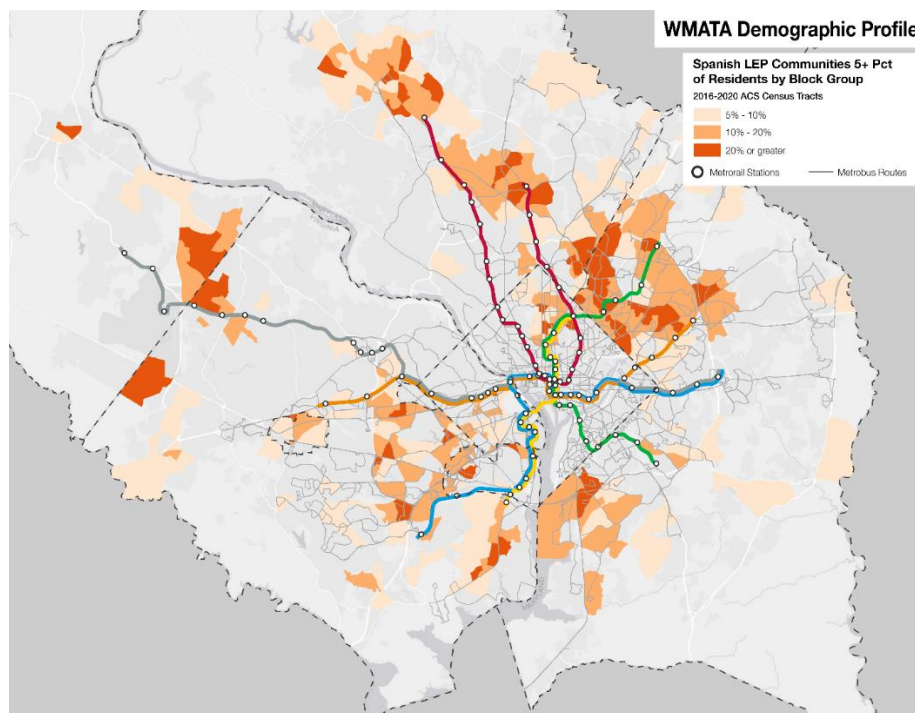 WMATA Demographic Profile
Spanish LEP Communities 5+ Pct
of Residents by Block Group
2016-2020 ACS Census Tracts
5% - 10%
10% - 20%
20% or greater
Metrorail Stations
Metrobus Routes